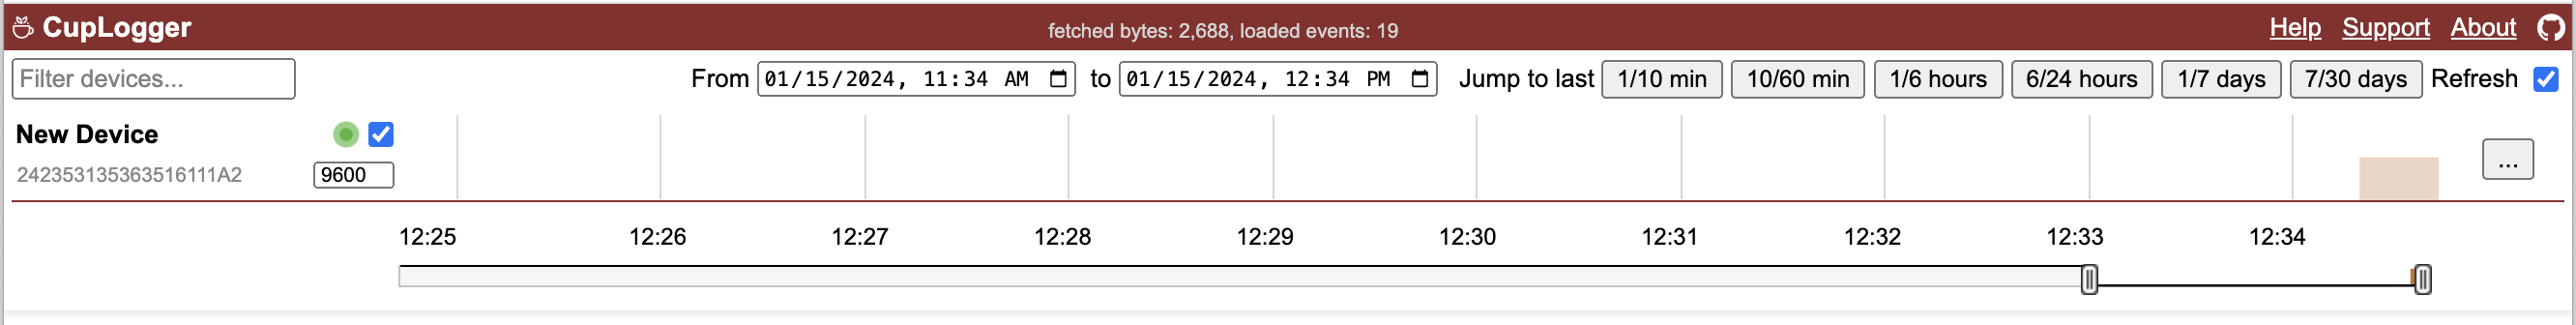 CupLogger fetched bytes: 2,688, loaded events: 19 Help Support About
Filter devices... From 01/15/2024, 11:34 AM to 01/15/2024, 12:34 PM Jump to last 1/10 min 10/60 min 1/6 hours 6/24 hours 1/7 days 7/30 days Refresh
New Device
242353135363516111A2 9600 ...
12:25 12:26 12:27 12:28 12:29 12:30 12:31 12:32 12:33 12:34